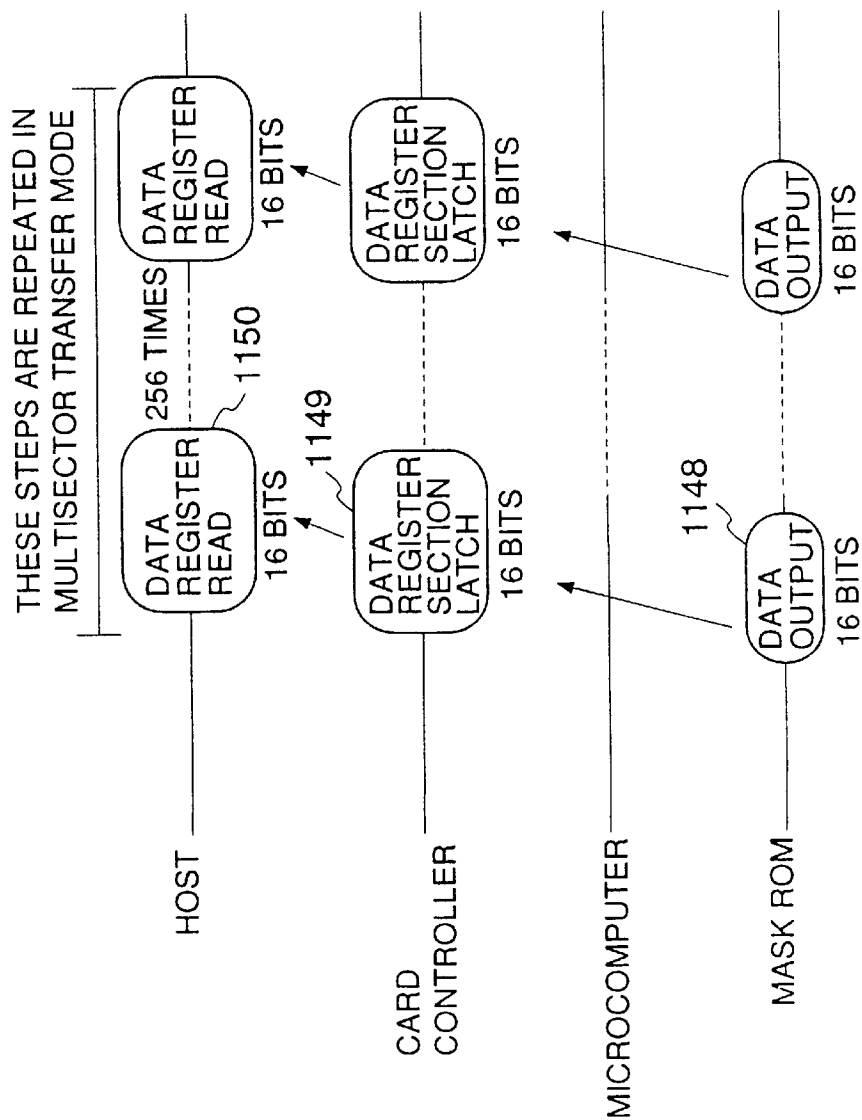 THESE STEPS ARE REPEATED IN
MULTISECTOR TRANSFER MODE
HOST
DATA
REGISTER
READ
16 BITS
256 TIMES
1150
DATA
REGISTER
READ
16 BITS
CARD
CONTROLLER
DATA
REGISTER
SECTION
LATCH
16 BITS
1149
DATA
REGISTER
SECTION
LATCH
16 BITS
MICROCOMPUTER
MASK ROM
DATA
OUTPUT
16 BITS
1148
DATA
OUTPUT
16 BITS